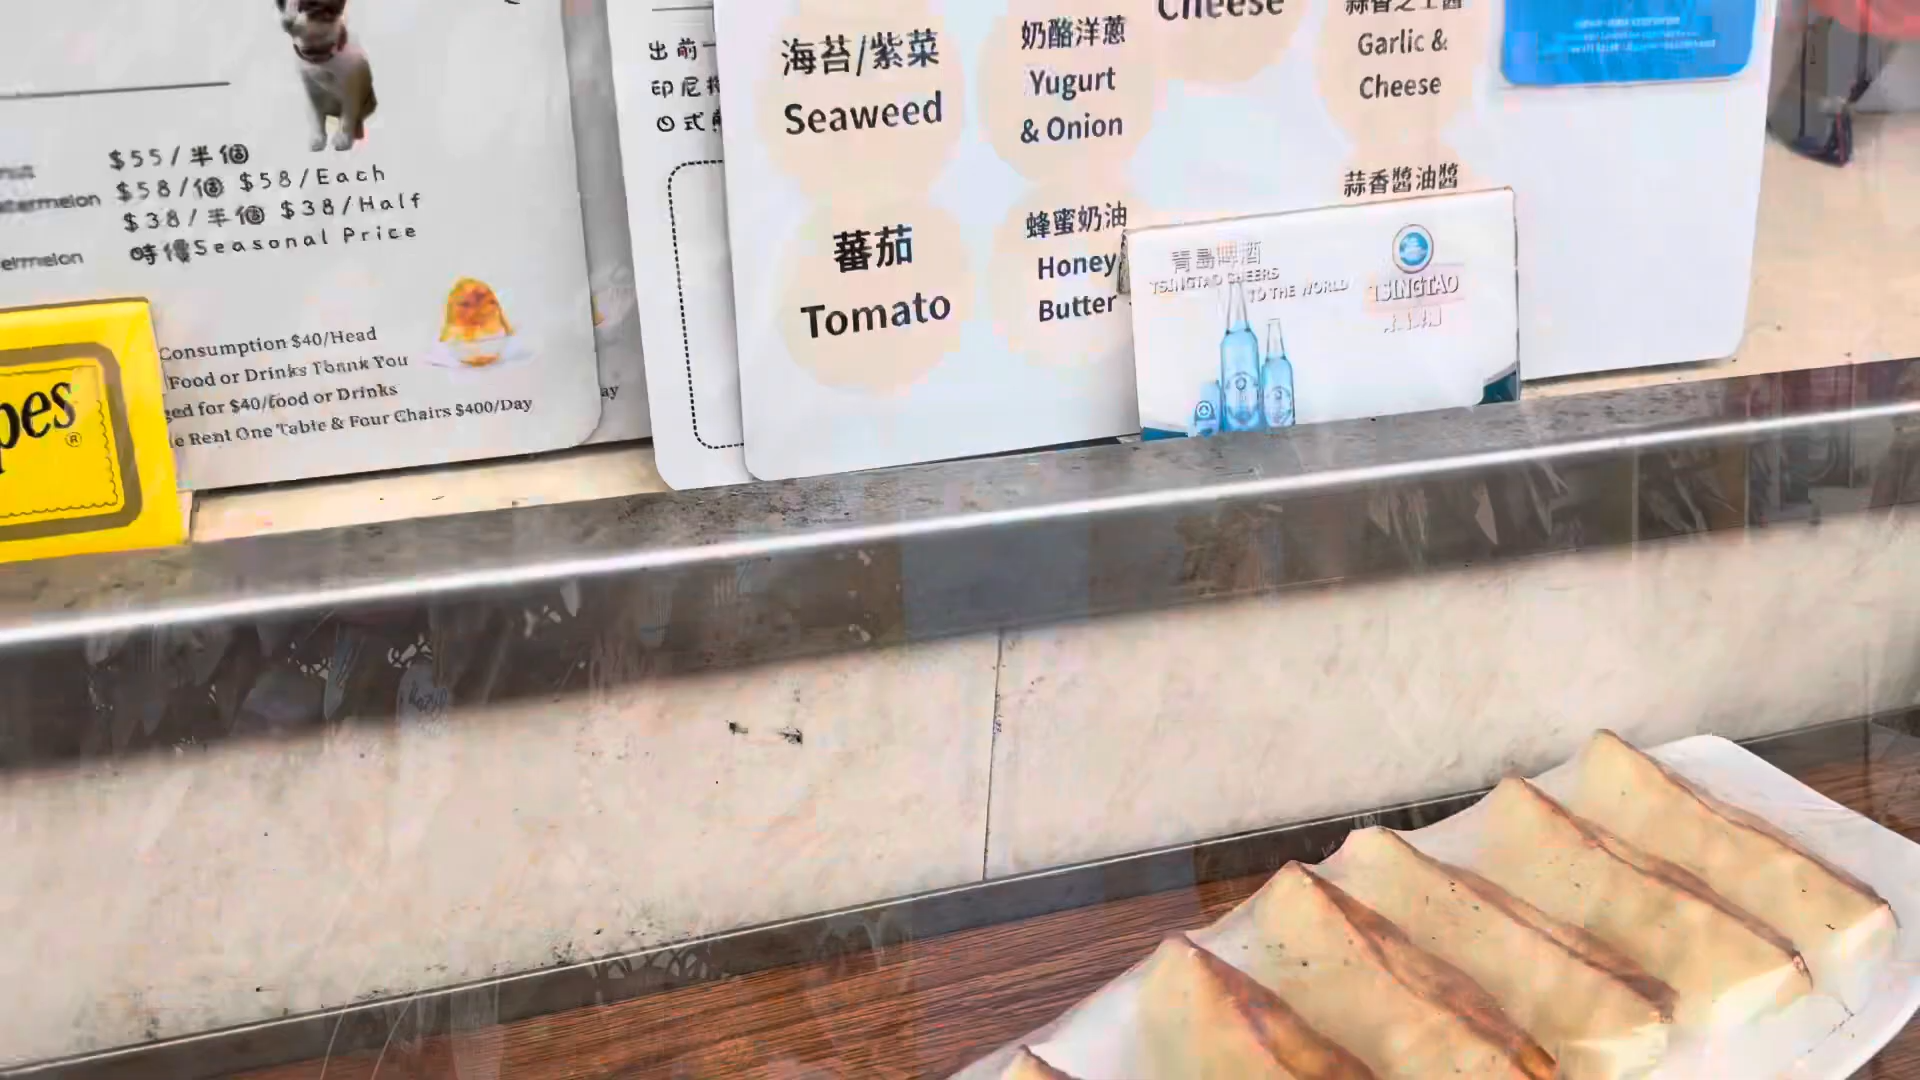 $55/半個
$58/個 $58/Each
$38/半個 $38/Half
時價Seasonal Price
Consumption $40/Head
Food or Drinks Thank You
for $40/food or Drinks
Rent One Table & Four Chairs $400/Day
出前一
印尼
日式
海苔/紫菜
Seaweed
蕃茄
Tomato
奶酪洋蔥
Yugurt
& Onion
蜂蜜奶油
Honey
Butter
Cheese
Garlic &
Cheese
蒜香醬油醬
青島啤酒
TSINGTAO CHEERS
TO THE WORLD
TSINGTAO